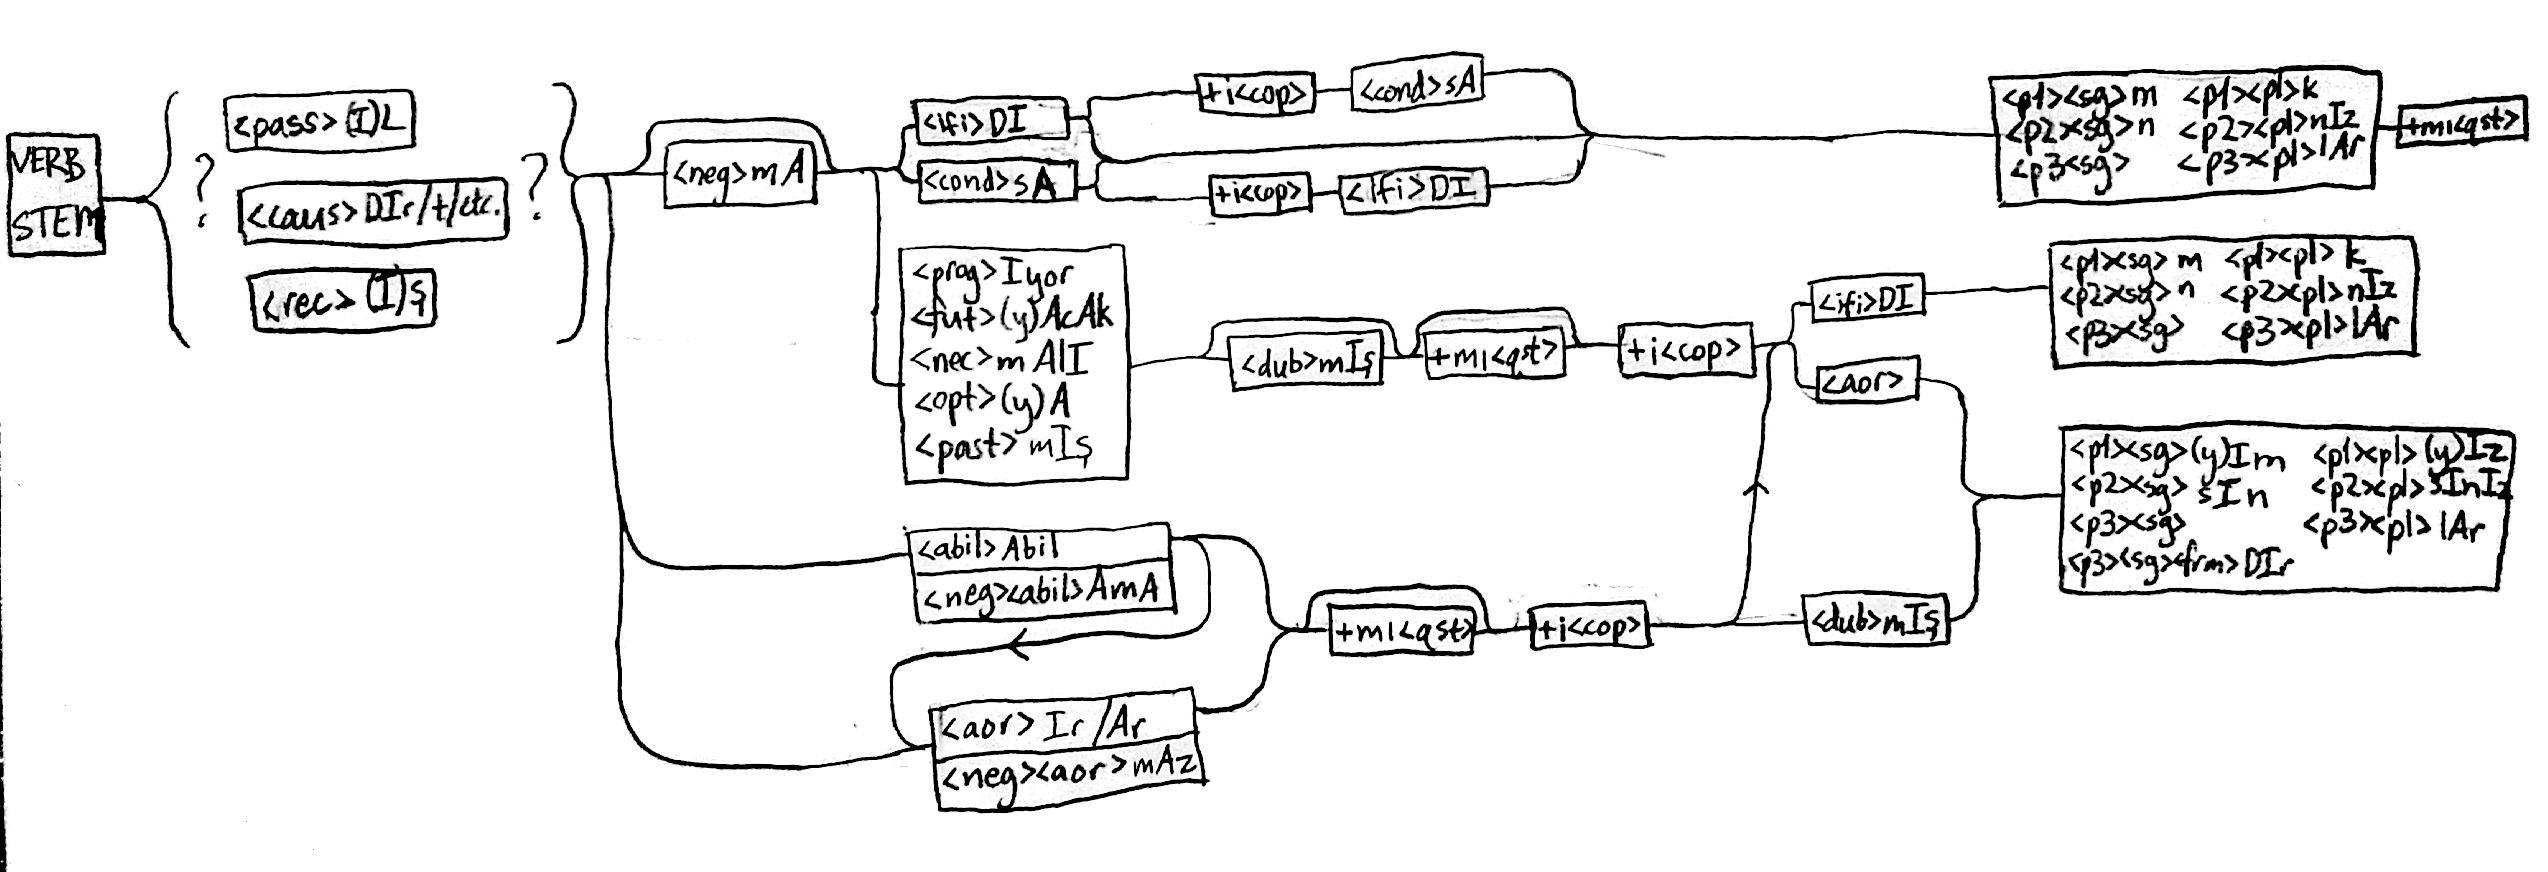 VERB
STEM
?
<pass>(I)L
<caus>DIr/t/etc.
<rec>(I)ş
?
<neg>mA
<ifi>DI
<cond>sA
+i<cop>
<cond>sA
+i<cop>
<ifi>DI
<p1><sg>m <p1><pl>k
<p2><sg>n <p2><pl>nIz
<p3<sg> <p3><pl>lAr
+mı<qst>
<prog>Iyor
<fut>(y)AcAk
<nec>mAlI
<opt>(y)A
<past>mIş
<dub>mIş
+mı<qst>
+i<cop>
<ifi>DI
<aor>
<p1><sg>m <p1><pl>k
<p2><sg>n <p2><pl>nIz
<p3><sg> <p3><pl>lAr
<abil>Abil
<neg><abil>AmA
<aor>Ir/Ar
<neg><aor>mAz
+mı<qst>
+i<cop>
<dub>mIş
<p1><sg>(y)Im <p1><pl>(y)Iz
<p2><sg>sIn <p2><pl>sInIz
<p3><sg> <p3><pl>lAr
<p3><sg><frm>DIr